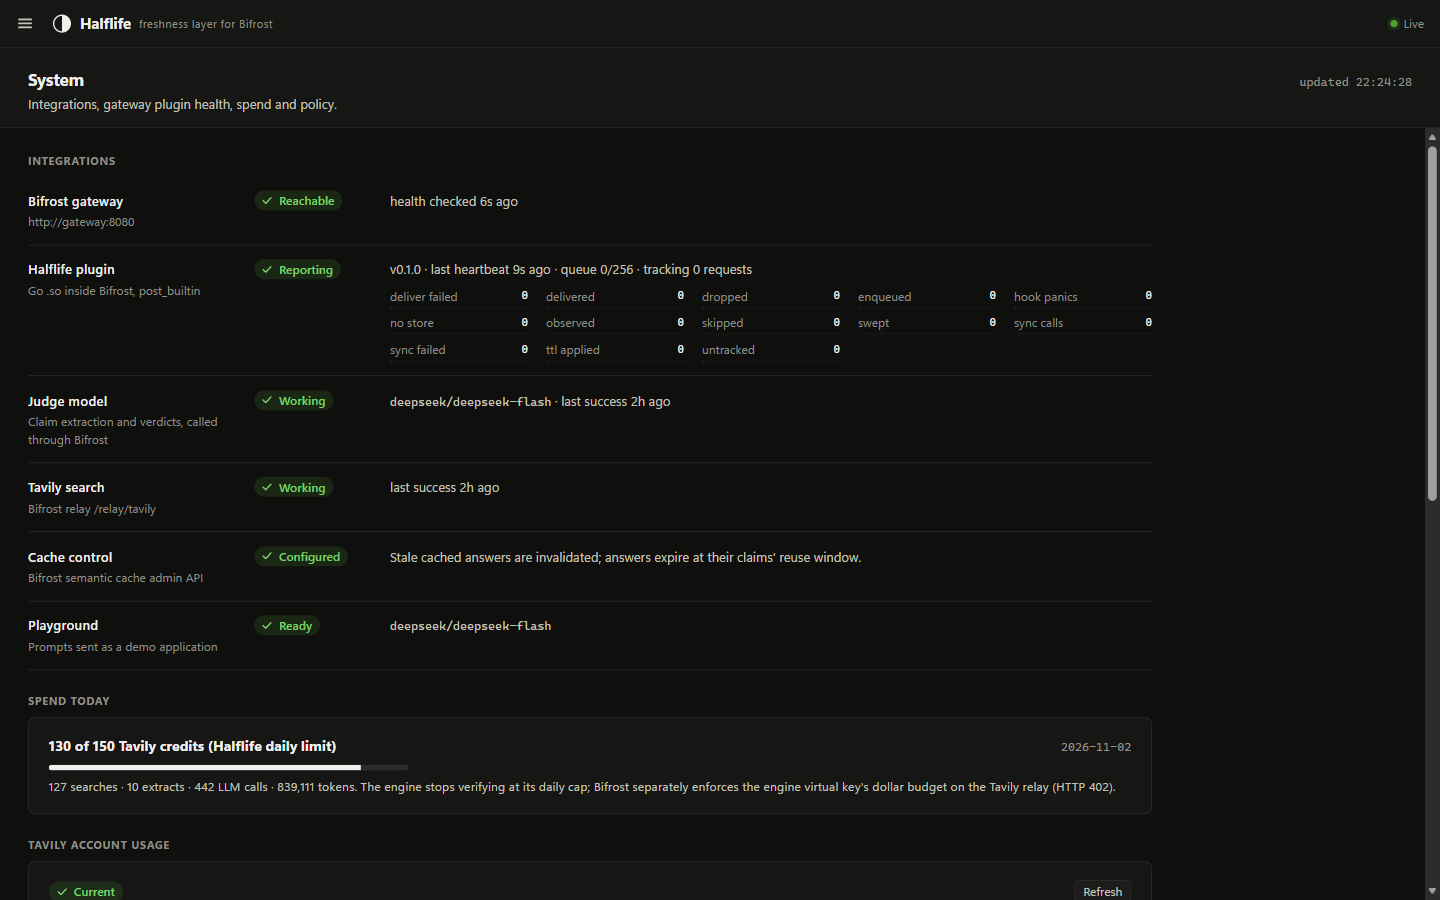 Halflife freshness layer for Bifrost
Live
System
updated 22:24:28
Integrations, gateway plugin health, spend and policy.
INTEGRATIONS
Bifrost gateway
Reachable
health checked 6s ago
http://gateway:8080
Halflife plugin
Reporting
v0.1.0 · last heartbeat 9s ago · queue 0/256 · tracking 0 requests
Go .so inside Bifrost, post_builtin
deliver failed 0 delivered 0 dropped 0 enqueued 0 hook panics 0
no store 0 observed 0 skipped 0 swept 0 sync calls 0
sync failed 0 ttl applied 0 untracked 0
Judge model
Working
deepseek/deepseek-flash · last success 2h ago
Claim extraction and verdicts, called
through Bifrost
Tavily search
Working
last success 2h ago
Bifrost relay /relay/tavily
Cache control
Configured
Stale cached answers are invalidated; answers expire at their claims' reuse window.
Bifrost semantic cache admin API
Playground
Ready
deepseek/deepseek-flash
Prompts sent as a demo application
SPEND TODAY
130 of 150 Tavily credits (Halflife daily limit)
2026-11-02
127 searches · 10 extracts · 442 LLM calls · 839,111 tokens. The engine stops verifying at its daily cap; Bifrost separately enforces the engine virtual key's dollar budget on the Tavily relay (HTTP 402).
TAVILY ACCOUNT USAGE
Current
Refresh